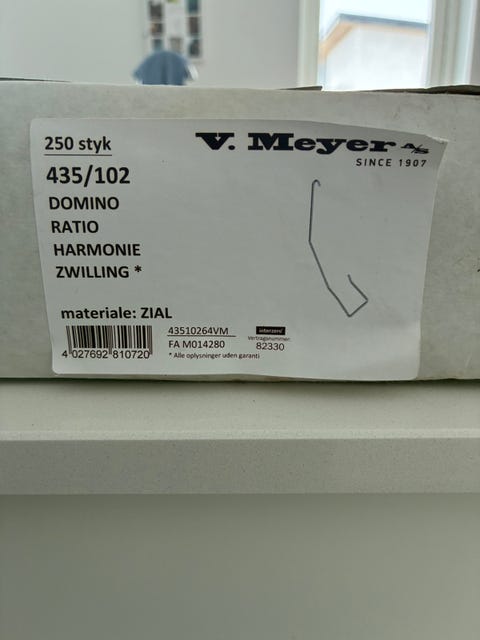 250 styk
V. Meyer A/S
SINCE 1907
435/102
DOMINO
RATIO
HARMONIE
ZWILLING *
materiale: ZIAL
4 027692 810720
43510264VM
FA M014280
* Alle oplysninger uden garanti
interzero
Vertragsnummer:
82330